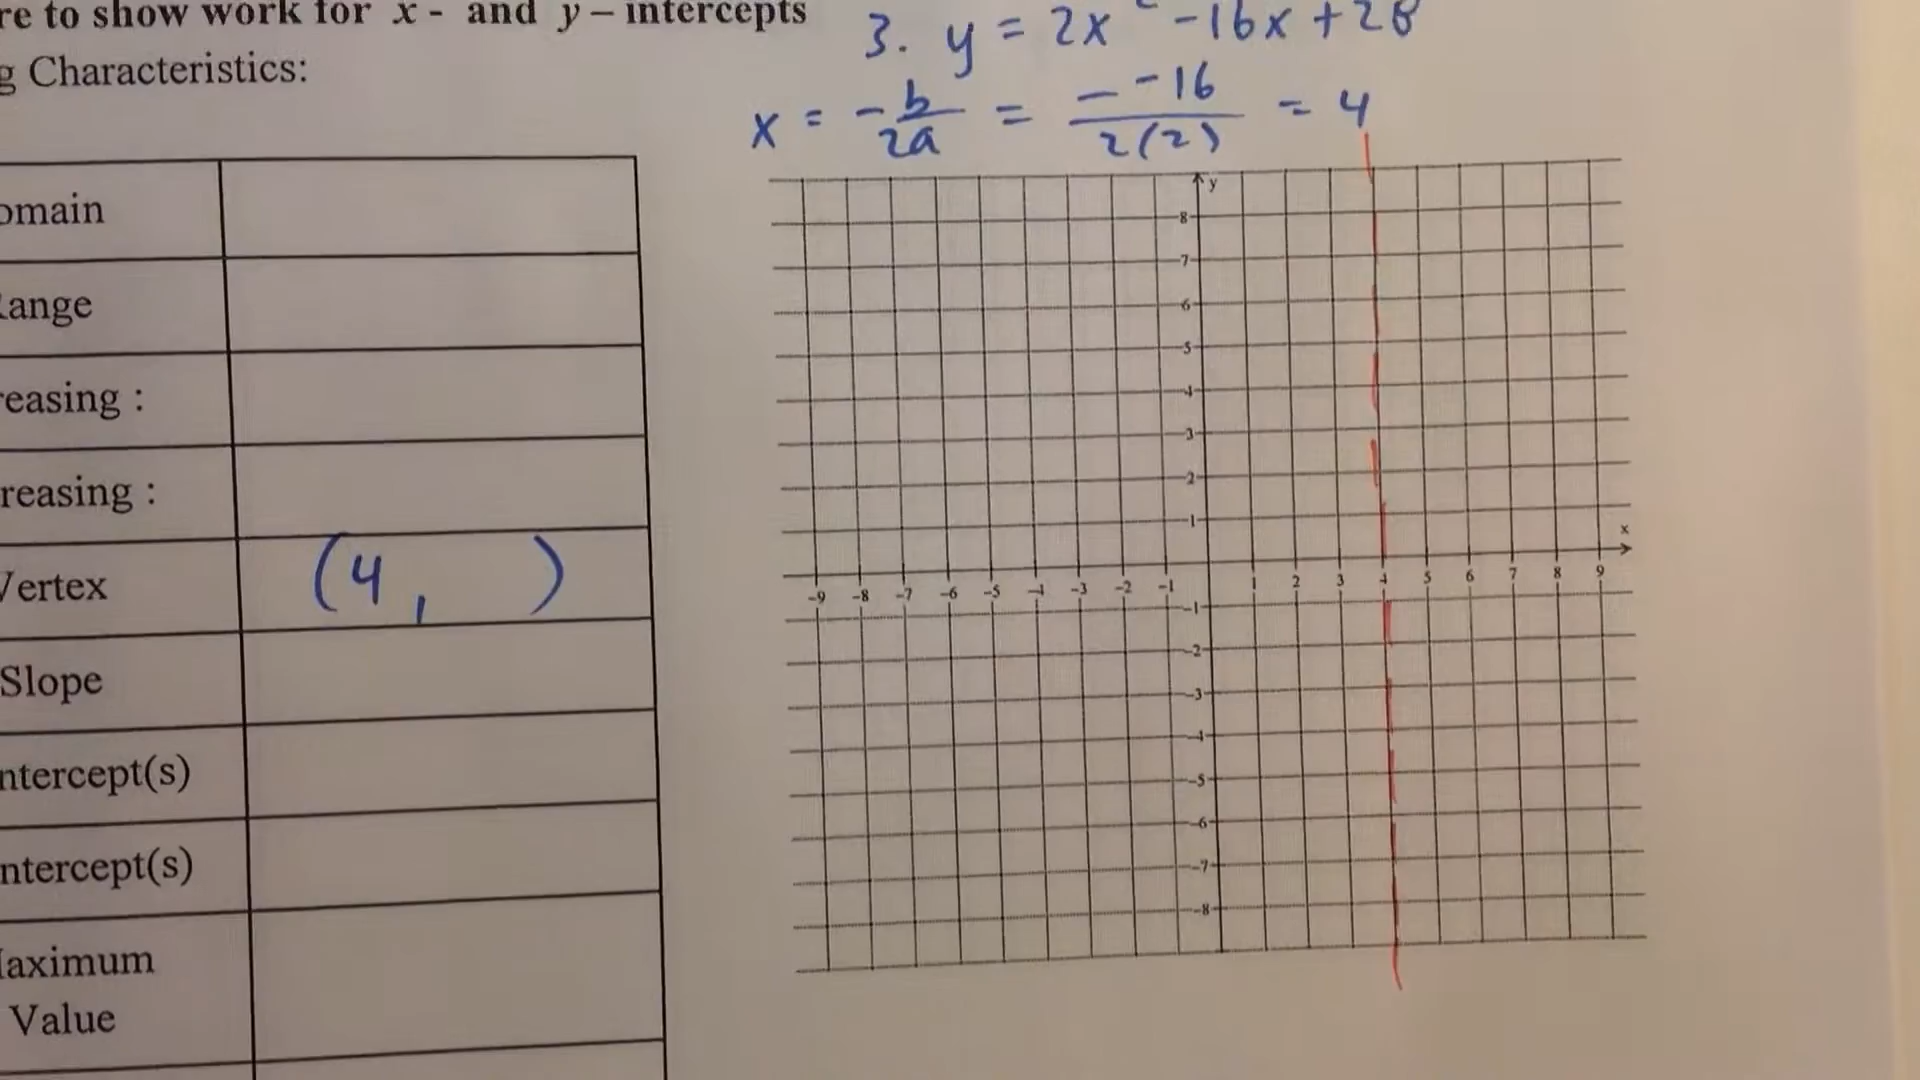 re to show work for x - and y – intercepts
g Characteristics:
3. y = 2x² -16x + 28
x = -b/2a = - -16/2(2) = 4
omain
ange
reasing :
reasing :
Vertex (4, )
Slope
ntercept(s)
ntercept(s)
aximum
Value
y
8
7
6
5
4
3
2
1
x
-9 -8 -7 -6 -5 -4 -3 -2 -1 1 2 3 4 5 6 7 8 9
-1
-2
-3
-4
-5
-6
-7
-8